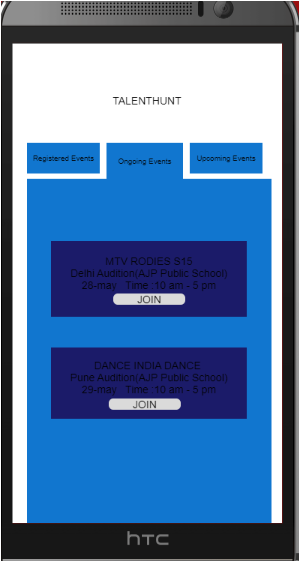 TALENTHUNT
Registered Events
Ongoing Events
Upcoming Events
MTV RODIES S15
Delhi Audition(AJP Public School)
28-may Time :10 am - 5 pm
JOIN
DANCE INDIA DANCE
Pune Audition(AJP Public School)
29-may Time :10 am - 5 pm
JOIN
hTC